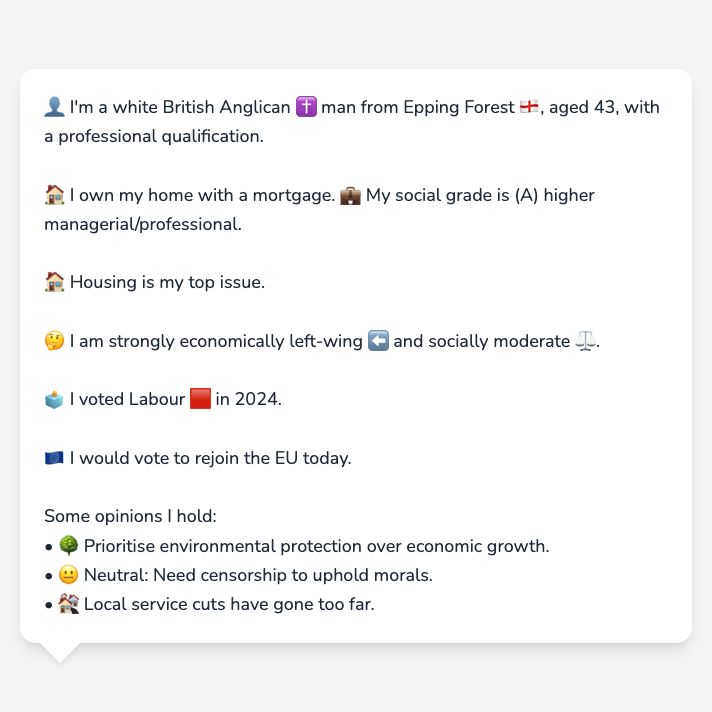 👤 I'm a white British Anglican ✝️ man from Epping Forest 🏴󠁧󠁢󠁥󠁮󠁧󠁿, aged 43, with
a professional qualification.
🏠 I own my home with a mortgage. 💼 My social grade is (A) higher
managerial/professional.
🏠 Housing is my top issue.
🤔 I am strongly economically left-wing ⬅️ and socially moderate ⚖️.
🗳️ I voted Labour 🟥 in 2024.
🇪🇺 I would vote to rejoin the EU today.
Some opinions I hold:
• 🌳 Prioritise environmental protection over economic growth.
• 😐 Neutral: Need censorship to uphold morals.
• 🏚️ Local service cuts have gone too far.